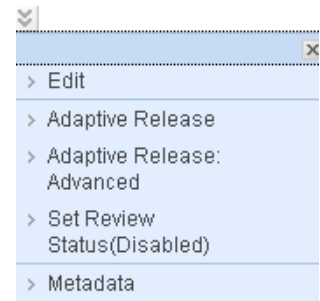 Edit
Adaptive Release
Adaptive Release:
Advanced
Set Review
Status(Disabled)
Metadata